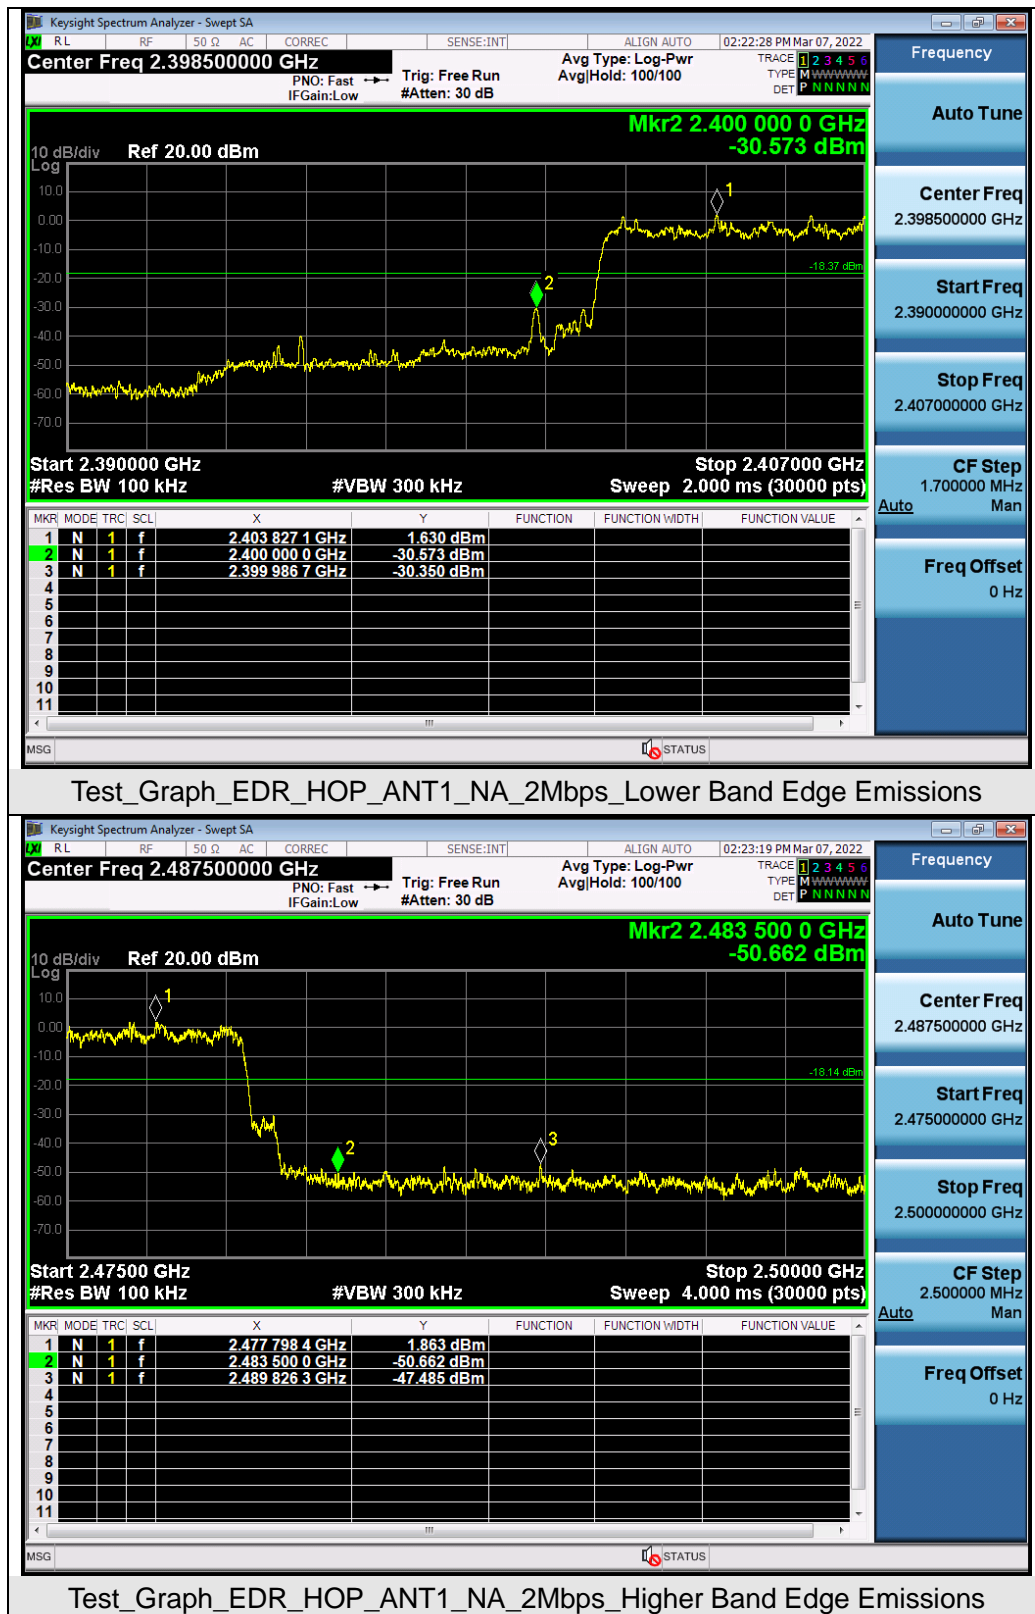 Keysight Spectrum Analyzer - Swept SA
LXI RL RF 50 Ω AC CORREC SENSE:INT ALIGN AUTO 02:22:28 PM Mar 07, 2022
Center Freq 2.398500000 GHz
PNO: Fast
IFGain:Low
Trig: Free Run
#Atten: 30 dB
Avg Type: Log-Pwr
Avg|Hold: 100/100
TRACE 1 2 3 4 5 6
TYPE M W W W W W
DET P N N N N N
Mkr2 2.400 000 0 GHz
-30.573 dBm
10 dB/div Ref 20.00 dBm
Log
10.0
0.00
-10.0
-20.0
-30.0
-40.0
-50.0
-60.0
-70.0
1
2
-18.37 dBm
Start 2.390000 GHz Stop 2.407000 GHz
#Res BW 100 kHz #VBW 300 kHz Sweep 2.000 ms (30000 pts)
MKR MODE TRC SCL X Y FUNCTION FUNCTION WIDTH FUNCTION VALUE
1 N 1 f 2.403 827 1 GHz 1.630 dBm
2 N 1 f 2.400 000 0 GHz -30.573 dBm
3 N 1 f 2.399 986 7 GHz -30.350 dBm
4
5
6
7
8
9
10
11
MSG STATUS
Frequency
Auto Tune
Center Freq
2.398500000 GHz
Start Freq
2.390000000 GHz
Stop Freq
2.407000000 GHz
CF Step
1.700000 MHz
Auto Man
Freq Offset
0 Hz
Test_Graph_EDR_HOP_ANT1_NA_2Mbps_Lower Band Edge Emissions
Keysight Spectrum Analyzer - Swept SA
LXI RL RF 50 Ω AC CORREC SENSE:INT ALIGN AUTO 02:23:19 PM Mar 07, 2022
Center Freq 2.487500000 GHz
PNO: Fast
IFGain:Low
Trig: Free Run
#Atten: 30 dB
Avg Type: Log-Pwr
Avg|Hold: 100/100
TRACE 1 2 3 4 5 6
TYPE M W W W W W
DET P N N N N N
Mkr2 2.483 500 0 GHz
-50.662 dBm
10 dB/div Ref 20.00 dBm
Log
10.0
0.00
-10.0
-20.0
-30.0
-40.0
-50.0
-60.0
-70.0
1
2
3
-18.14 dBm
Start 2.47500 GHz Stop 2.50000 GHz
#Res BW 100 kHz #VBW 300 kHz Sweep 4.000 ms (30000 pts)
MKR MODE TRC SCL X Y FUNCTION FUNCTION WIDTH FUNCTION VALUE
1 N 1 f 2.477 798 4 GHz 1.863 dBm
2 N 1 f 2.483 500 0 GHz -50.662 dBm
3 N 1 f 2.489 826 3 GHz -47.485 dBm
4
5
6
7
8
9
10
11
MSG STATUS
Frequency
Auto Tune
Center Freq
2.487500000 GHz
Start Freq
2.475000000 GHz
Stop Freq
2.500000000 GHz
CF Step
2.500000 MHz
Auto Man
Freq Offset
0 Hz
Test_Graph_EDR_HOP_ANT1_NA_2Mbps_Higher Band Edge Emissions